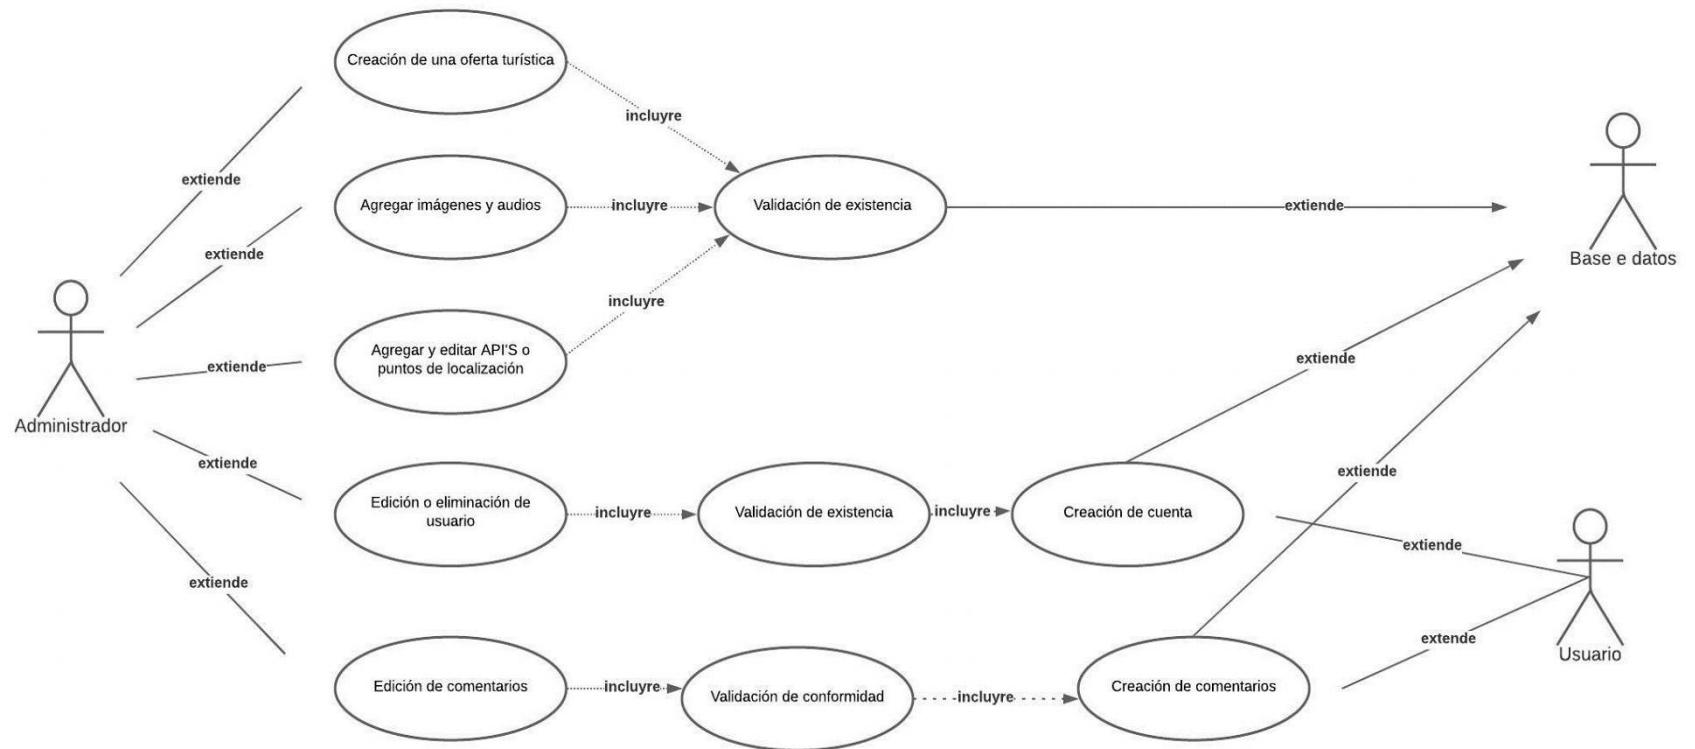 Creación de una oferta turística
incluyre
extiende
Agregar imágenes y audios
incluyre
Validación de existencia
extiende
extiende
Base e datos
incluyre
Agregar y editar API'S o
puntos de localización
extiende
extiende
Administrador
extiende
extiende
Edición o eliminación de
usuario
incluyre
Validación de existencia
incluyre
Creación de cuenta
extiende
extiende
extende
Usuario
Edición de comentarios
incluyre
Validación de conformidad
incluyre
Creación de comentarios